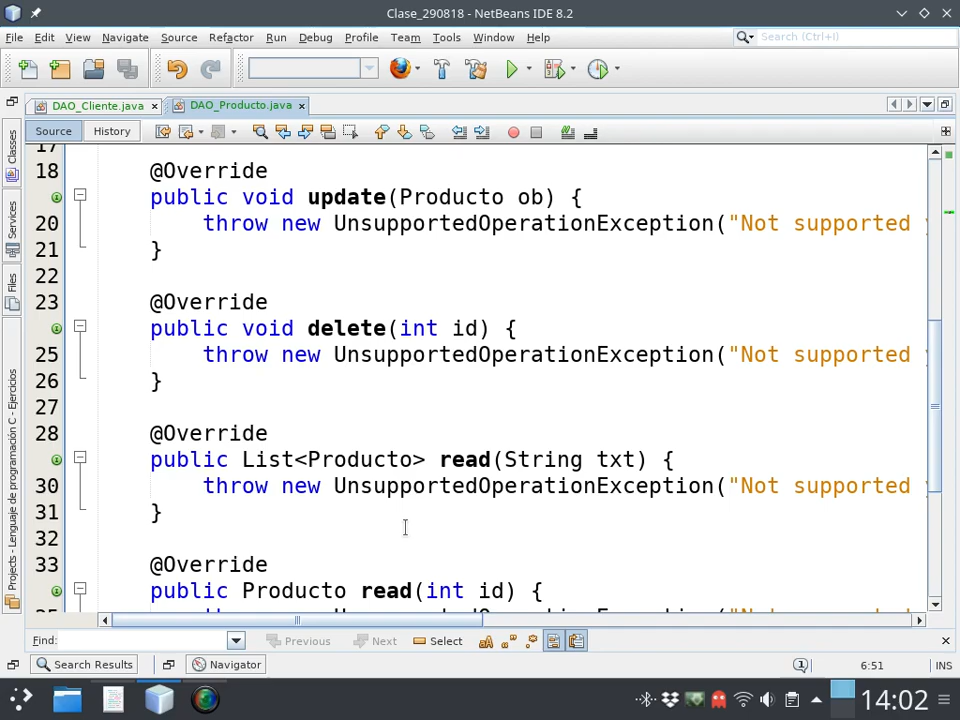 Clase_290818 - NetBeans IDE 8.2
File Edit View Navigate Source Refactor Run Debug Profile Team Tools Window Help
Search (Ctrl+I)
DAO_Cliente.java
DAO_Producto.java
Source History
Classes
Services
Files
Projects - Lenguaje de programación C - Ejercicios
17
18 @Override
public void update(Producto ob) {
20 throw new UnsupportedOperationException("Not supported
21 }
22
23 @Override
public void delete(int id) {
25 throw new UnsupportedOperationException("Not supported
26 }
27
28 @Override
public List<Producto> read(String txt) {
30 throw new UnsupportedOperationException("Not supported
31 }
32
33 @Override
public Producto read(int id) {
Find: Previous Next Select
Search Results Navigator 1 6:51 INS
14:02